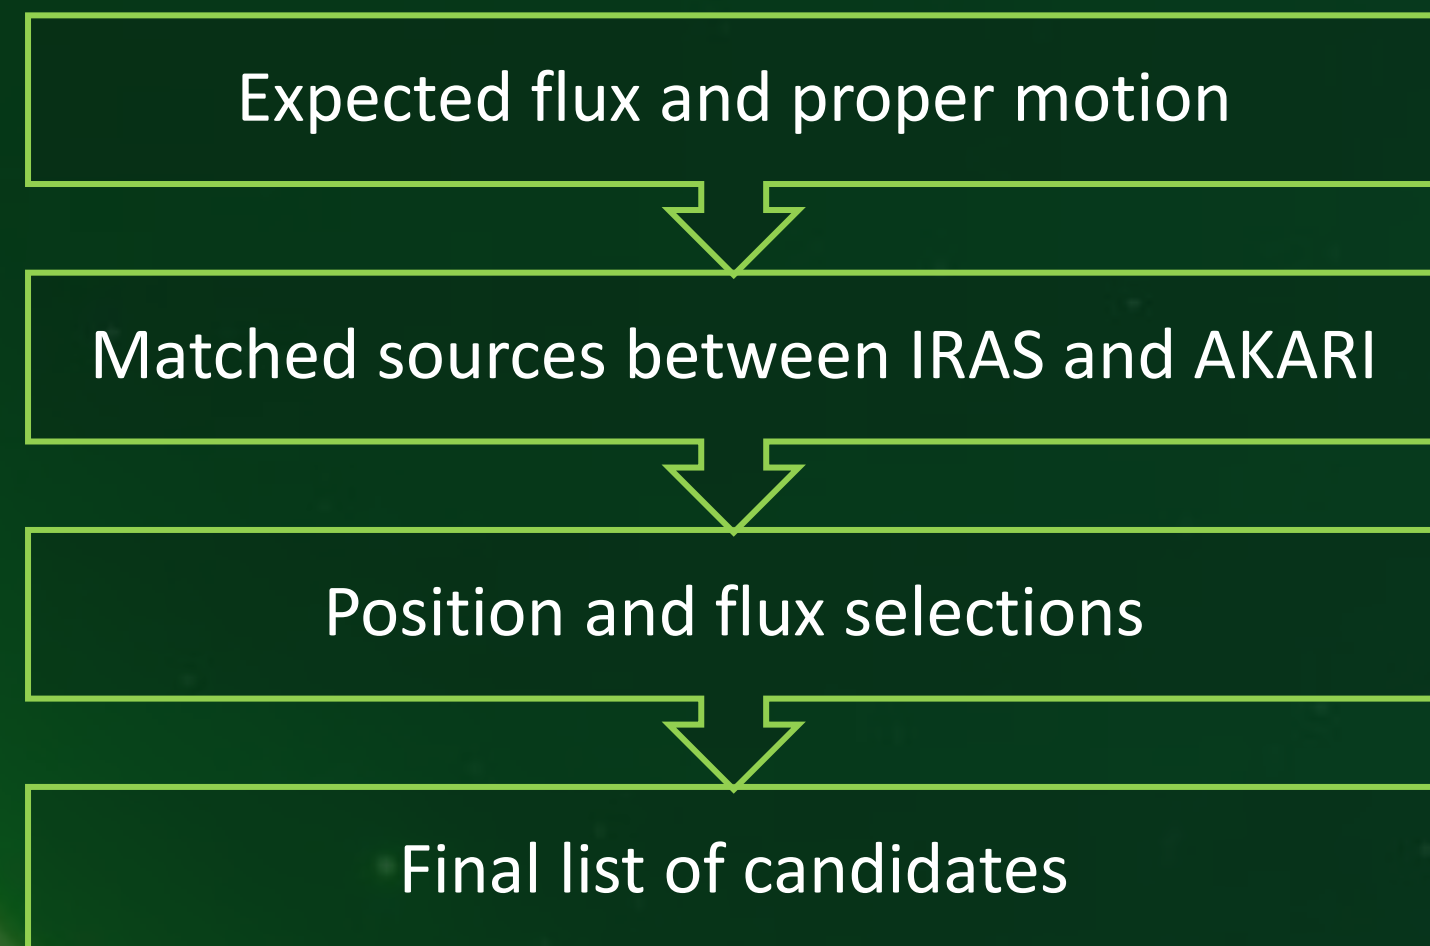 Expected flux and proper motion
Matched sources between IRAS and AKARI
Position and flux selections
Final list of candidates